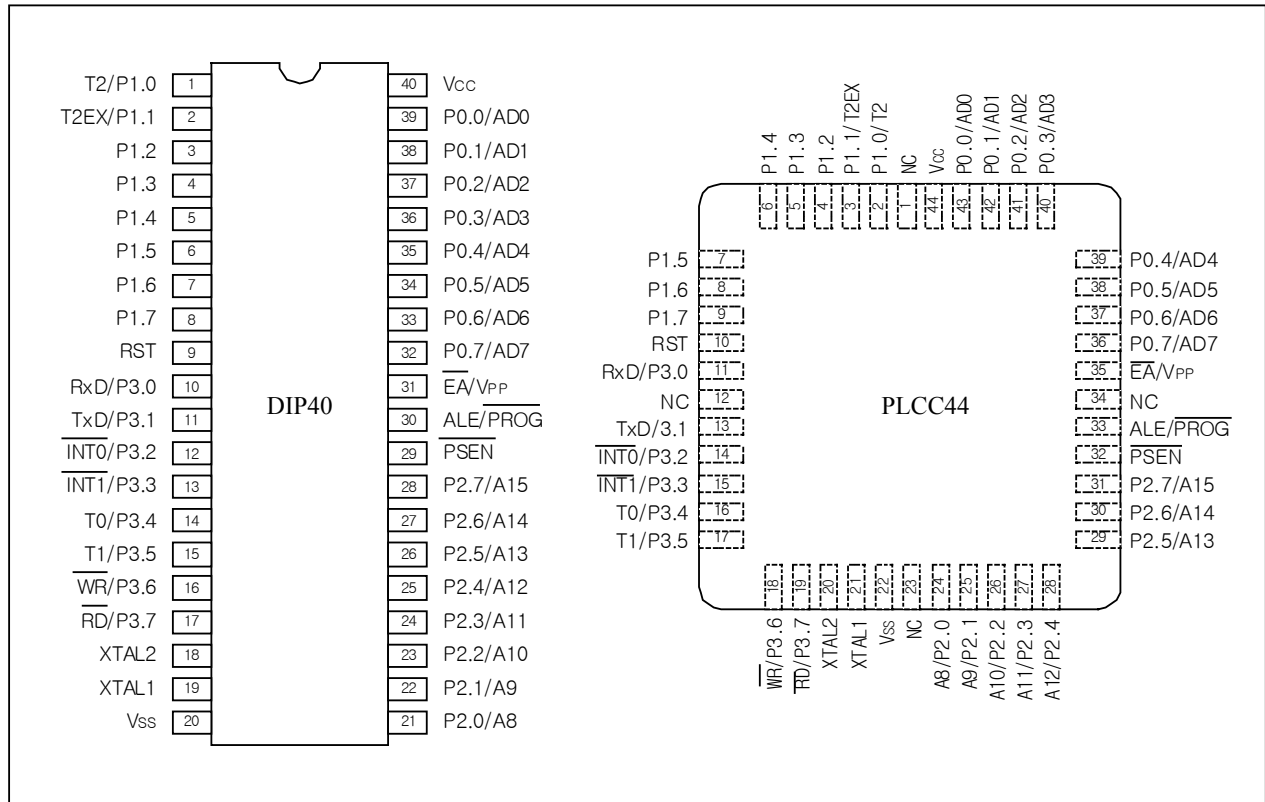 T2/P1.0 1 40 Vcc
T2EX/P1.1 2 39 P0.0/AD0
P1.2 3 38 P0.1/AD1
P1.3 4 37 P0.2/AD2
P1.4 5 36 P0.3/AD3
P1.5 6 35 P0.4/AD4
P1.6 7 34 P0.5/AD5
P1.7 8 33 P0.6/AD6
RST 9 32 P0.7/AD7
RxD/P3.0 10 31 E̅A̅/VPP
DIP40
TxD/P3.1 11 30 ALE/P̅R̅O̅G̅
I̅N̅T̅0̅/P3.2 12 29 P̅S̅E̅N̅
I̅N̅T̅1̅/P3.3 13 28 P2.7/A15
T0/P3.4 14 27 P2.6/A14
T1/P3.5 15 26 P2.5/A13
W̅R̅/P3.6 16 25 P2.4/A12
R̅D̅/P3.7 17 24 P2.3/A11
XTAL2 18 23 P2.2/A10
XTAL1 19 22 P2.1/A9
Vss 20 21 P2.0/A8
P1.4 P1.3 P1.2 P1.1/T2EX P1.0/T2 NC Vcc P0.0/AD0 P0.1/AD1 P0.2/AD2 P0.3/AD3
6 5 4 3 2 1 44 43 42 41 40
P1.5 7 39 P0.4/AD4
P1.6 8 38 P0.5/AD5
P1.7 9 37 P0.6/AD6
RST 10 36 P0.7/AD7
RxD/P3.0 11 35 E̅A̅/VPP
NC 12 34 NC
PLCC44
TxD/3.1 13 33 ALE/P̅R̅O̅G̅
I̅N̅T̅0̅/P3.2 14 32 P̅S̅E̅N̅
I̅N̅T̅1̅/P3.3 15 31 P2.7/A15
T0/P3.4 16 30 P2.6/A14
T1/P3.5 17 29 P2.5/A13
18 19 20 21 22 23 24 25 26 27 28
W̅R̅/P3.6 R̅D̅/P3.7 XTAL2 XTAL1 Vss NC A8/P2.0 A9/P2.1 A10/P2.2 A11/P2.3 A12/P2.4